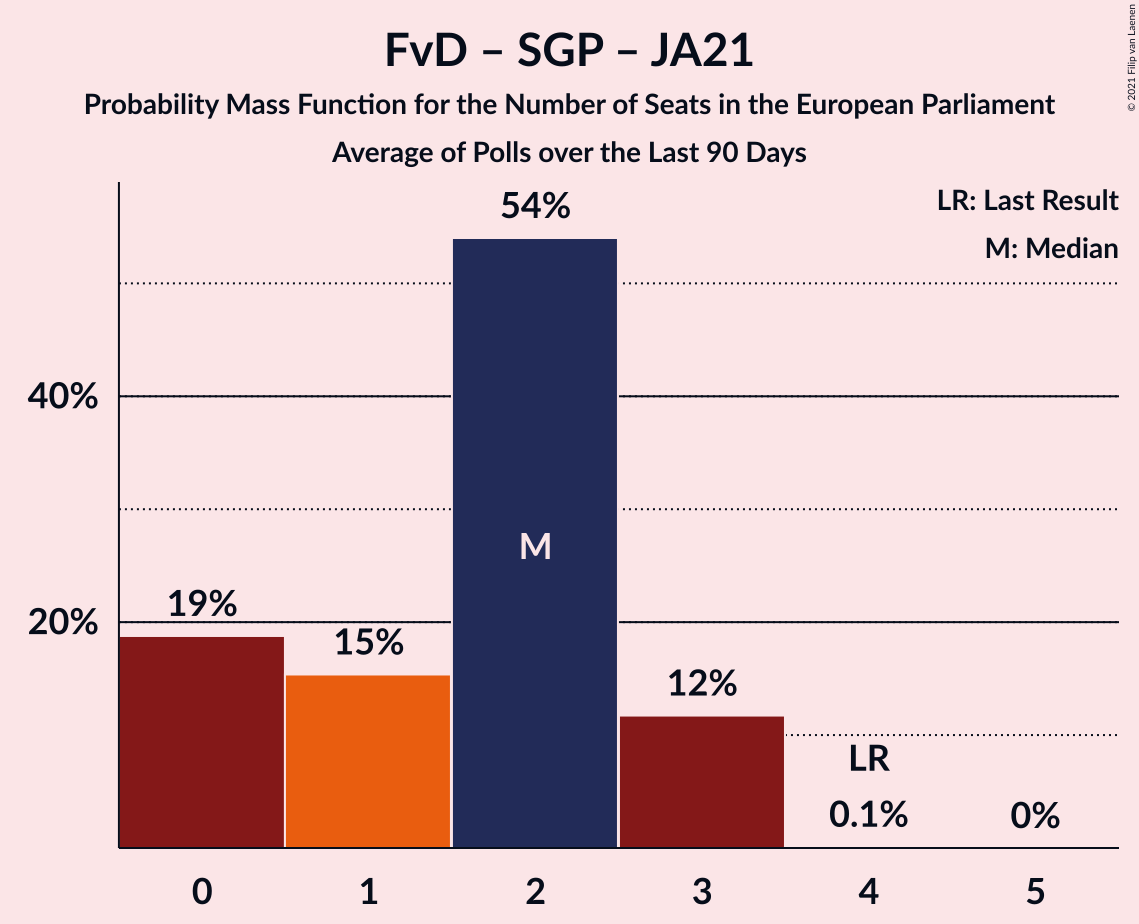 FvD – SGP – JA21
Probability Mass Function for the Number of Seats in the European Parliament
Average of Polls over the Last 90 Days
© 2021 Filip van Laenen
LR: Last Result
M: Median
54%
40%
M
20%
19%
15%
12%
LR
0.1%
0%
0 1 2 3 4 5